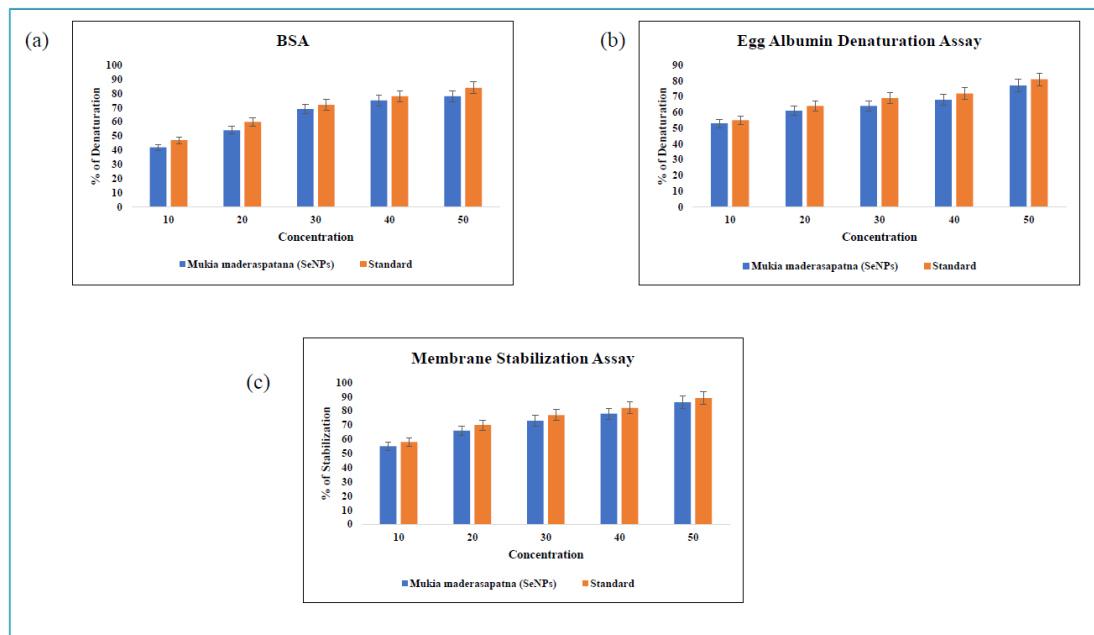 (a)
BSA
100
90
80
70
60
50
40
30
20
10
0
% of Denaturation
10 20 30 40 50
Concentration
Mukia maderaspatana (SeNPs) Standard
(b)
Egg Albumin Denaturation Assay
90
80
70
60
50
40
30
20
10
0
% of Denaturation
10 20 30 40 50
Concentration
Mukia maderasapatna (SeNPs) Standard
(c)
Membrane Stabilization Assay
100
90
80
70
60
50
40
30
20
10
0
% of Stabilization
10 20 30 40 50
Concentration
Mukia maderasapatna (SeNPs) Standard